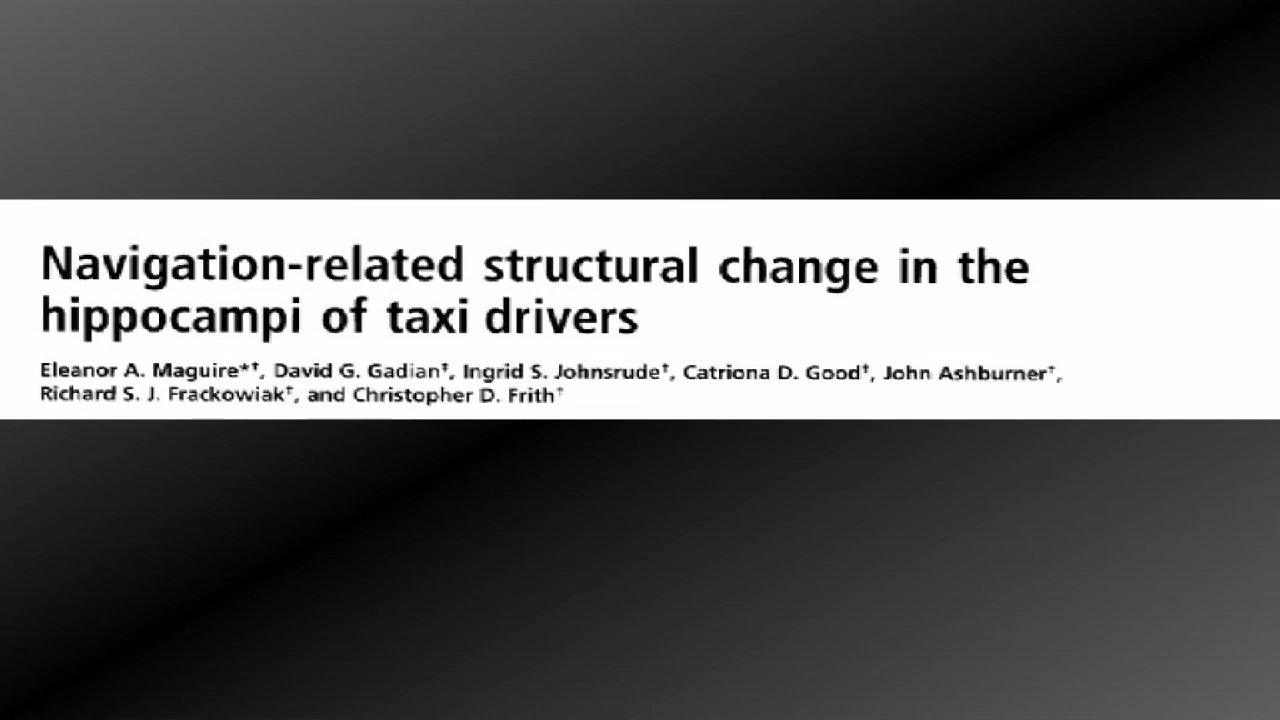 Navigation-related structural change in the
hippocampi of taxi drivers
Eleanor A. Maguire*†, David G. Gadian‡, Ingrid S. Johnsrude†, Catriona D. Good†, John Ashburner†,
Richard S. J. Frackowiak†, and Christopher D. Frith†